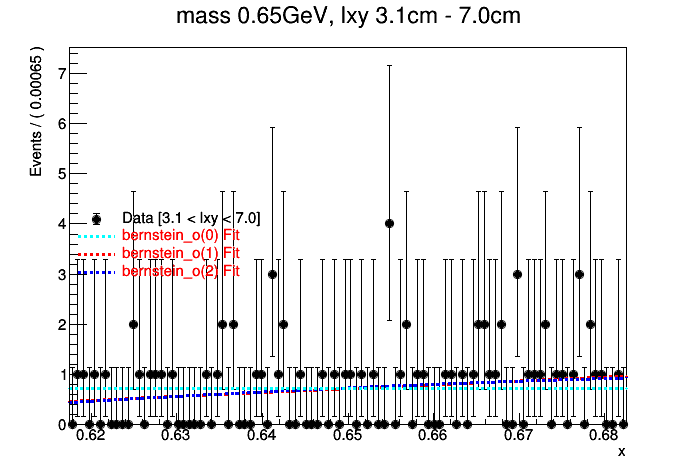 mass 0.65GeV, lxy 3.1cm - 7.0cm
Events / ( 0.00065 )
7
6
5
4
3
2
1
0
Data [3.1 < lxy < 7.0]
bernstein_o(0) Fit
bernstein_o(1) Fit
bernstein_o(2) Fit
0.62 0.63 0.64 0.65 0.66 0.67 0.68
x